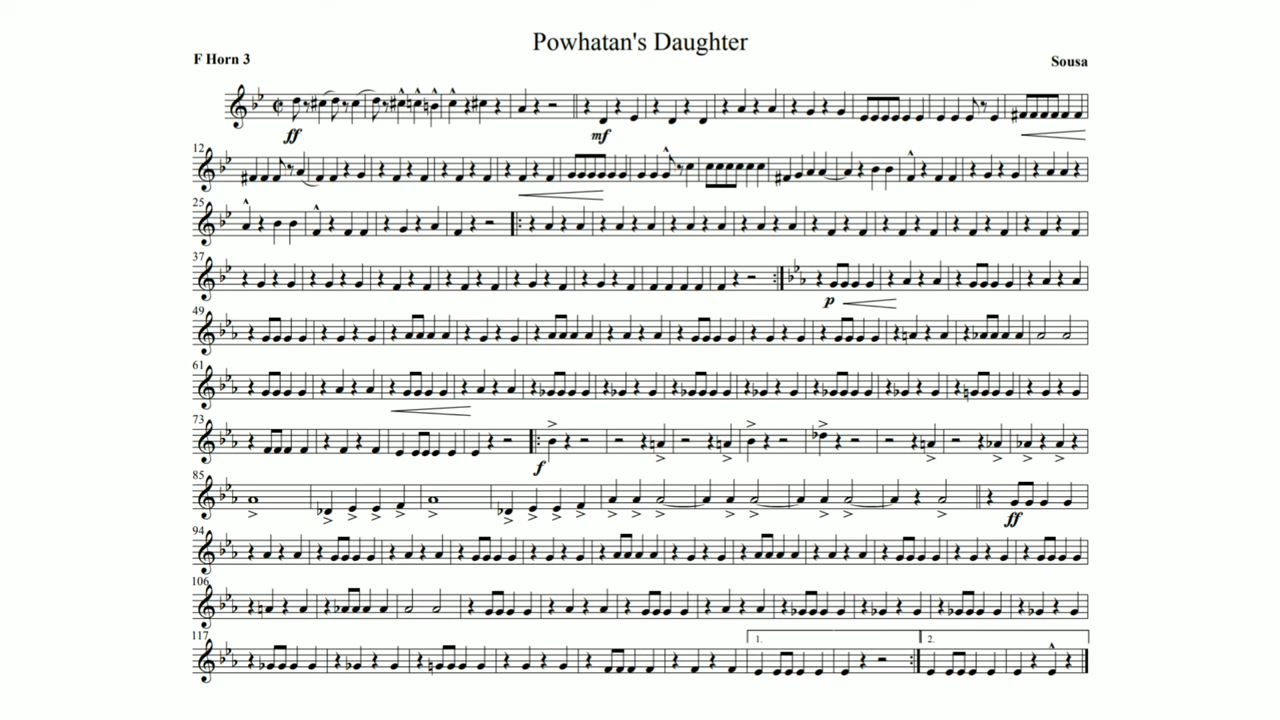 Powhatan's Daughter
F Horn 3
Sousa
ff
mf
12
25
37
p
49
61
73
f
85
ff
94
106
117
1.
2.